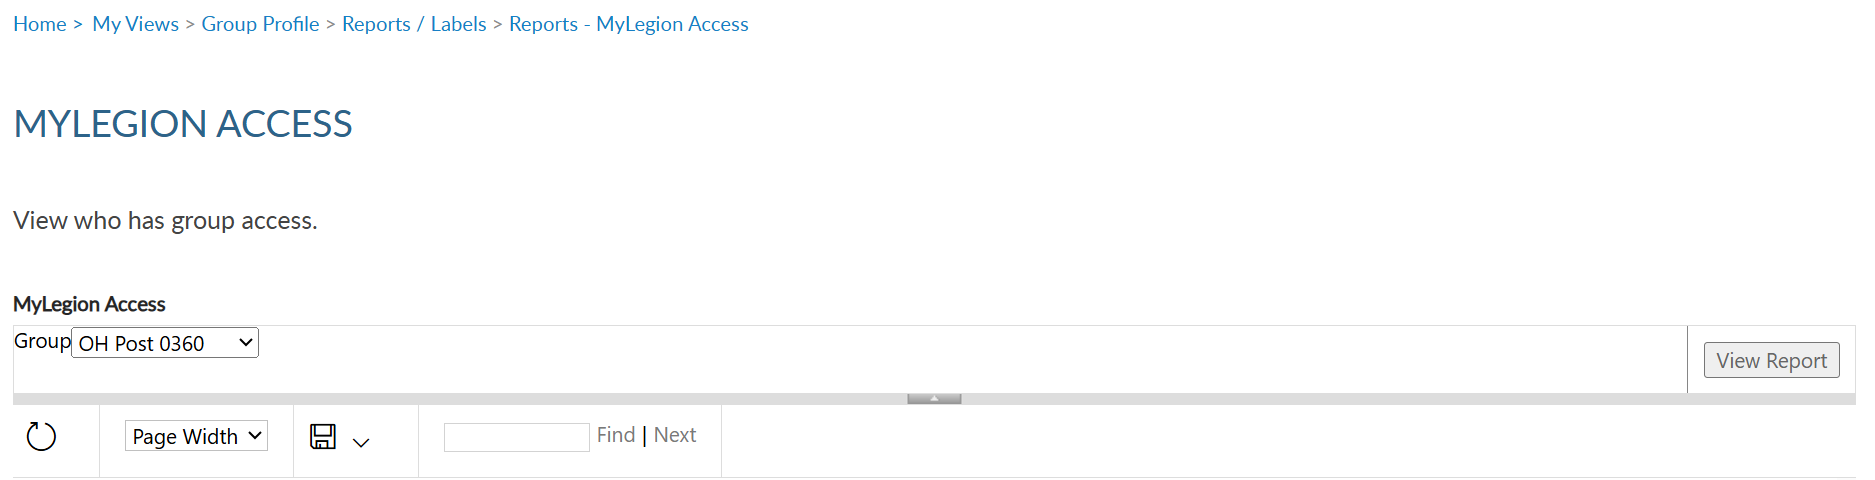 Home > My Views > Group Profile > Reports / Labels > Reports - MyLegion Access
MYLEGION ACCESS
View who has group access.
MyLegion Access
Group OH Post 0360
View Report
Page Width
Find | Next